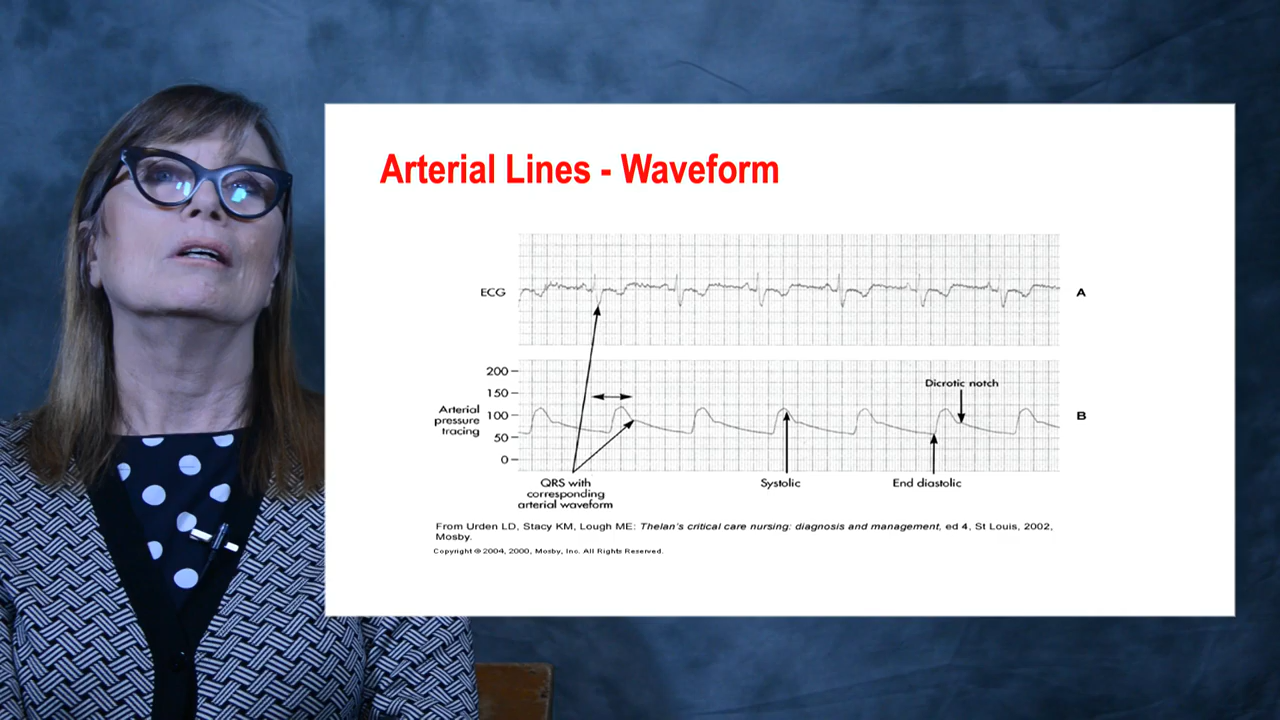 Arterial Lines - Waveform
ECG
A
200
150
100
50
0
Arterial
pressure
tracing
Dicrotic notch
B
QRS with
corresponding
arterial waveform
Systolic
End diastolic
From Urden LD, Stacy KM, Lough ME: Thelan's critical care nursing: diagnosis and management, ed 4, St Louis, 2002,
Mosby.
Copyright © 2004, 2000, Mosby, Inc. All Rights Reserved.